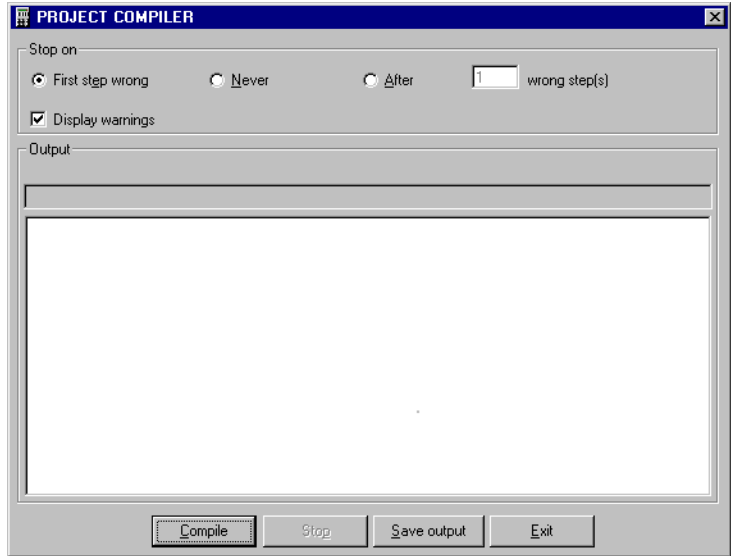 PROJECT COMPILER
Stop on
First step wrong Never After 1 wrong step(s)
Display warnings
Output
Compile Stop Save output Exit